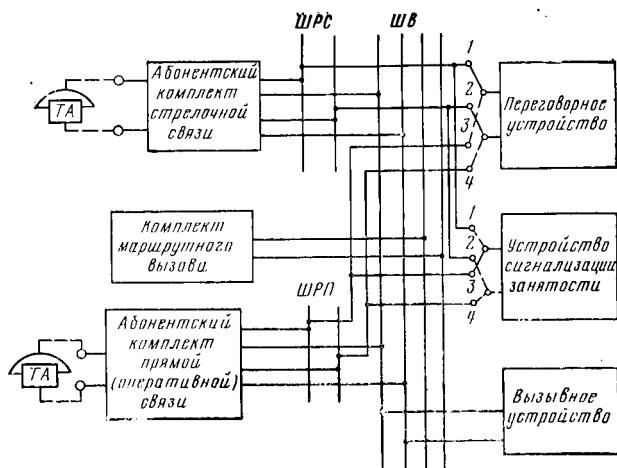 ШРС
ШВ
ТА
Абонентский
комплект
стрелочной
связи
1
2
3
4
Переговорное
устройство
Комплект
маршрутного
вызова
1
2
3
4
Устройство
сигнализации
занятости
ШРП
ТА
Абонентский
комплект
прямой
(оперативной)
связи
Вызывное
устройство